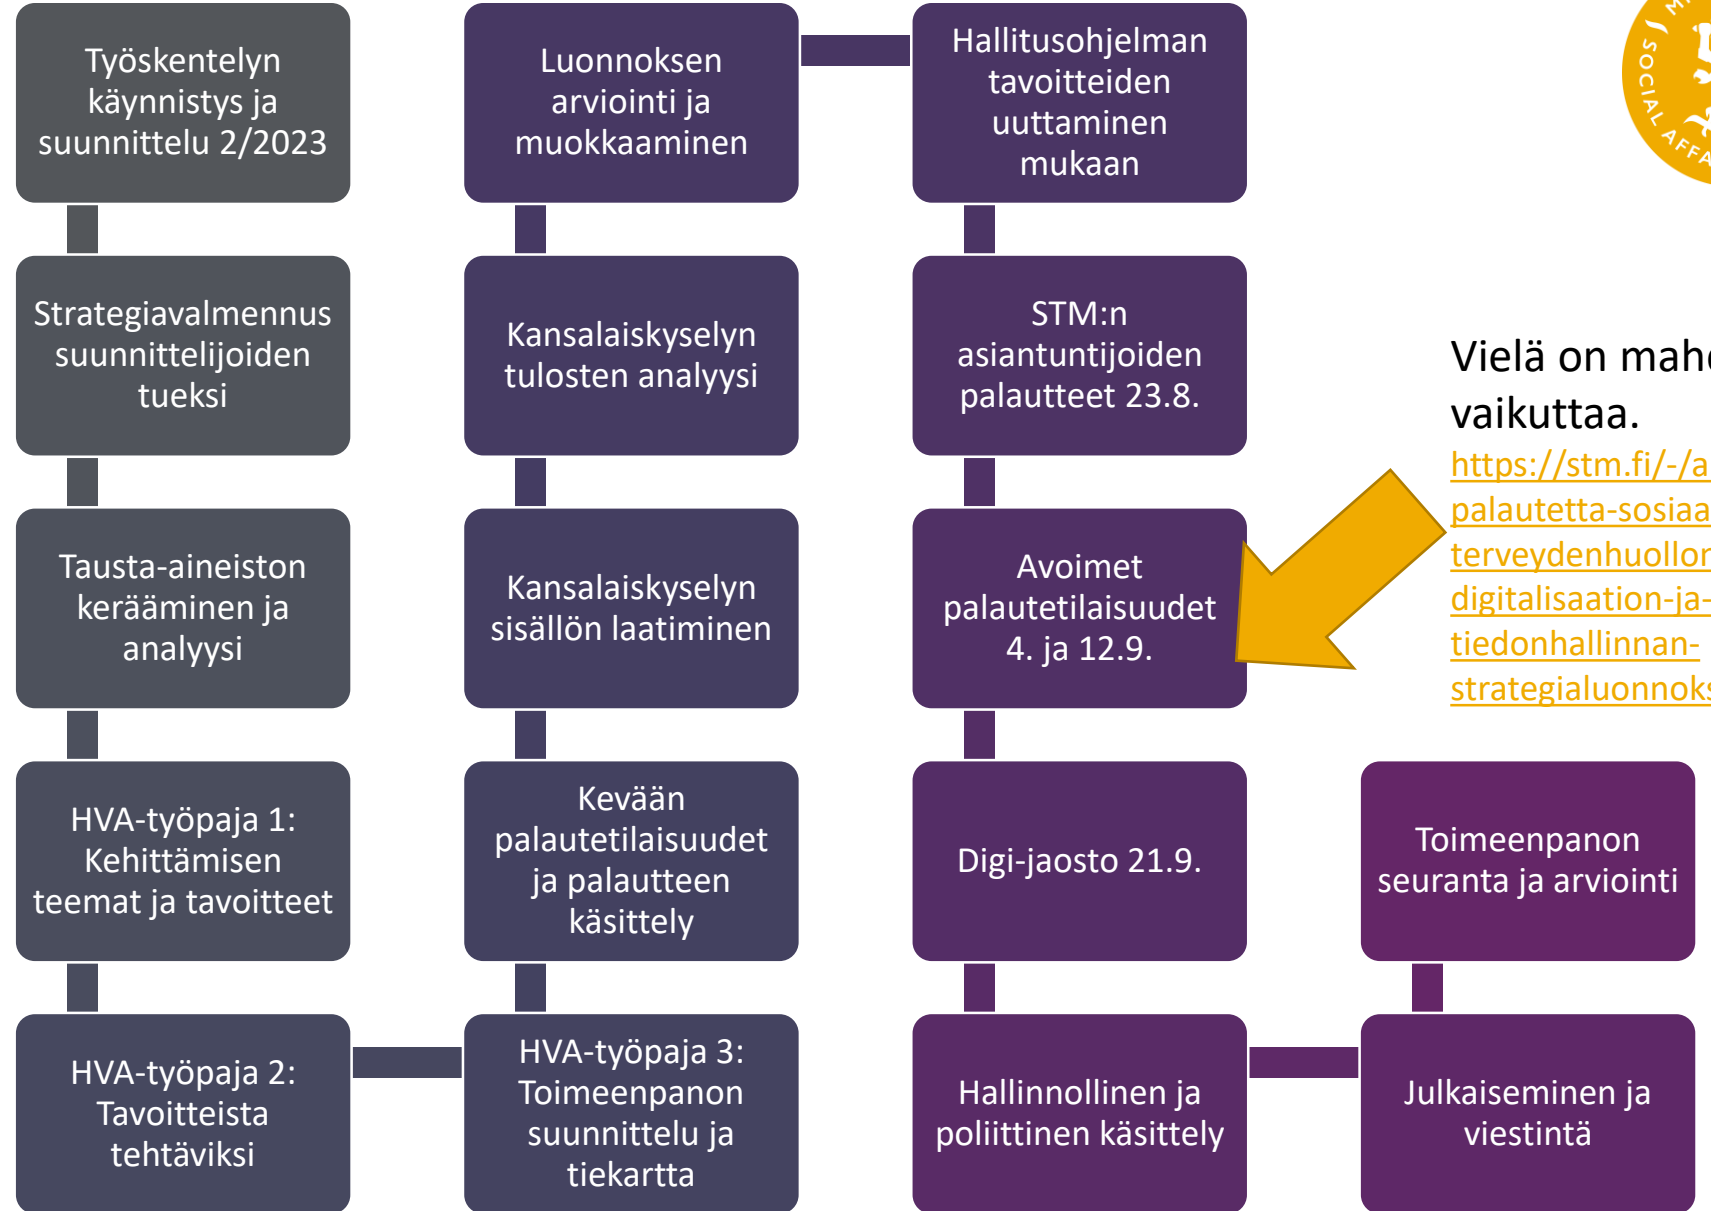 Työskentelyn
käynnistys ja
suunnittelu 2/2023
Strategiavalmennus
suunnittelijoiden
tueksi
Tausta-aineiston
kerääminen ja
analyysi
HVA-työpaja 1:
Kehittämisen
teemat ja tavoitteet
HVA-työpaja 2:
Tavoitteista
tehtäviksi
HVA-työpaja 3:
Toimeenpanon
suunnittelu ja
tiekartta
Kevään
palautetilaisuudet
ja palautteen
käsittely
Kansalaiskyselyn
sisällön laatiminen
Kansalaiskyselyn
tulosten analyysi
Luonnoksen
arviointi ja
muokkaaminen
Hallitusohjelman
tavoitteiden
uuttaminen
mukaan
STM:n
asiantuntijoiden
palautteet 23.8.
Avoimet
palautetilaisuudet
4. ja 12.9.
Digi-jaosto 21.9.
Hallinnollinen ja
poliittinen käsittely
Julkaiseminen ja
viestintä
Toimeenpanon
seuranta ja arviointi
Vielä on
vaikuttaa.
https://stm.fi/-/a
palautetta-sosiaa
terveydenhuollon
digitalisaation-ja-
tiedonhallinnan-
strategialuonnoks
SOCIAL